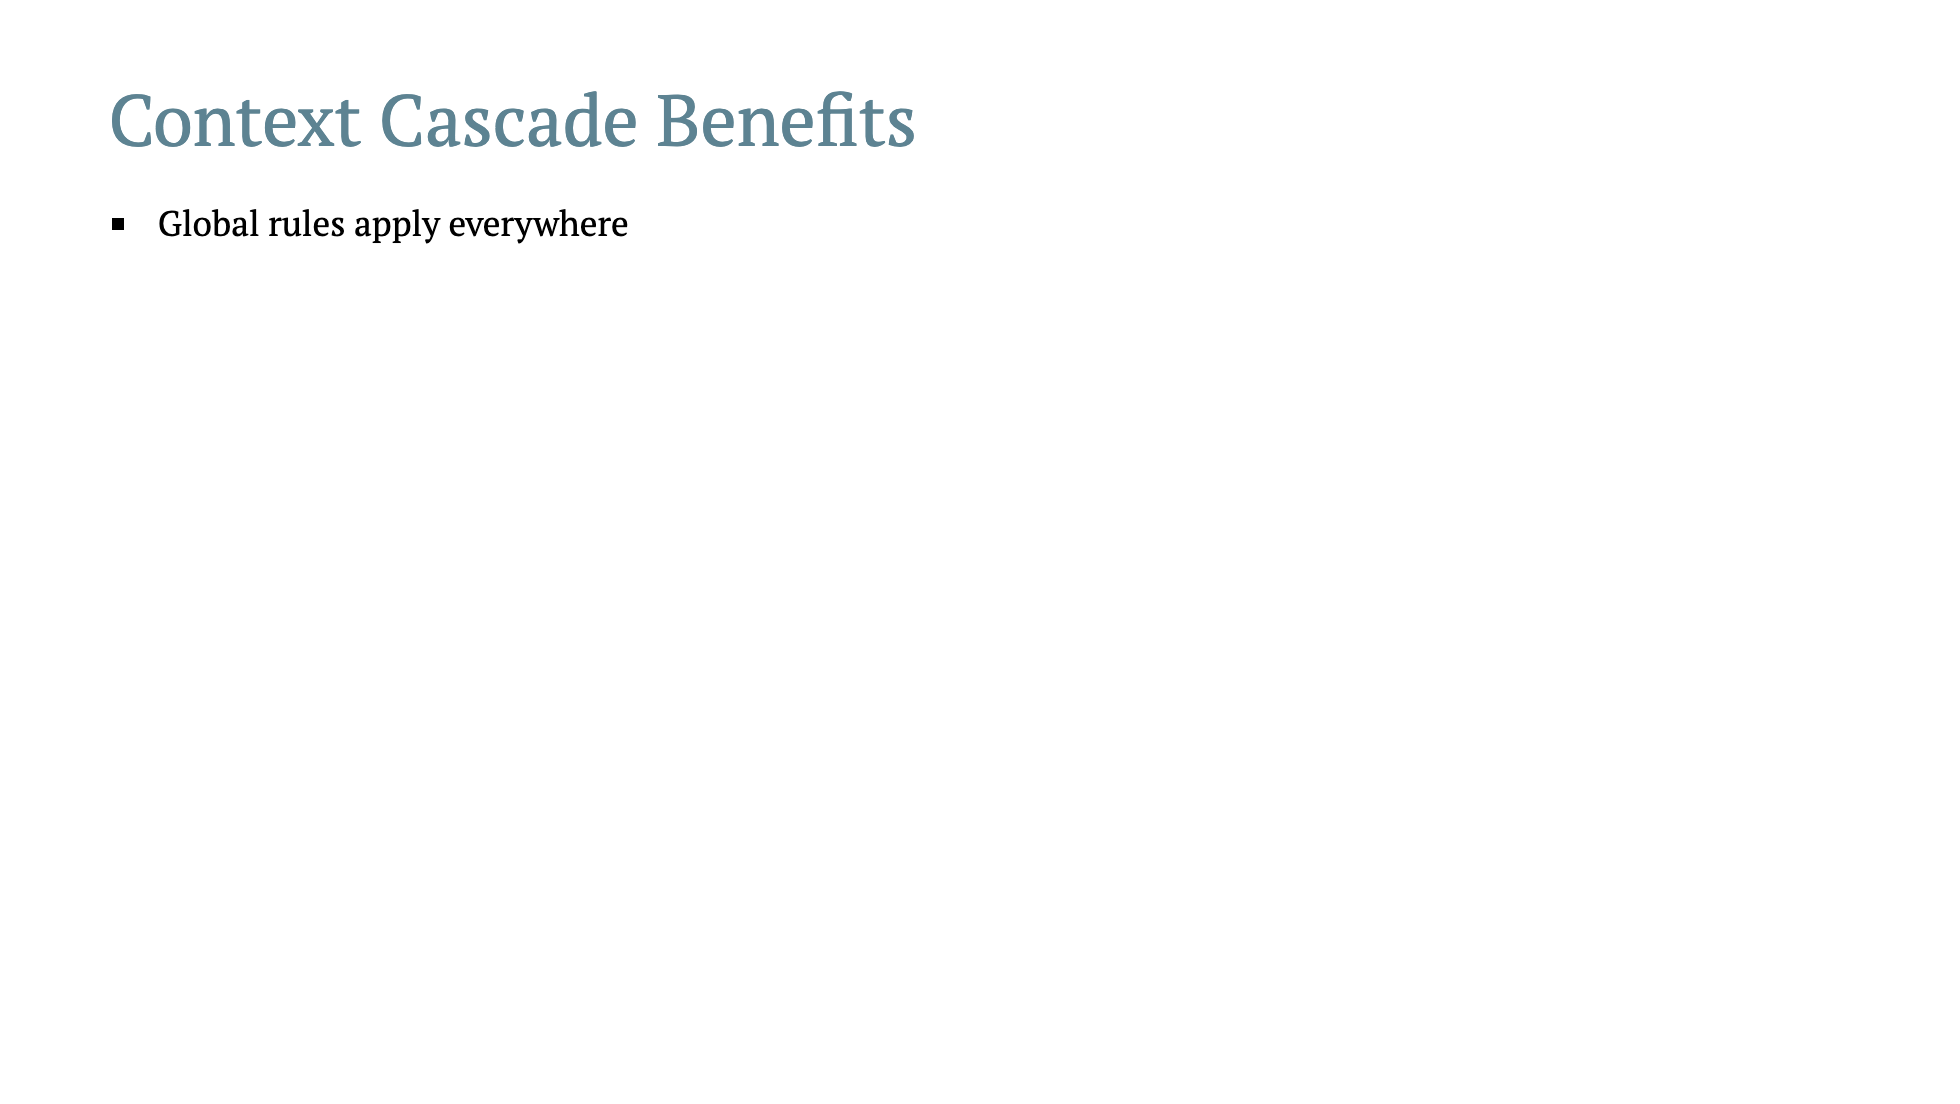 Context Cascade Benefits
▪ Global rules apply everywhere